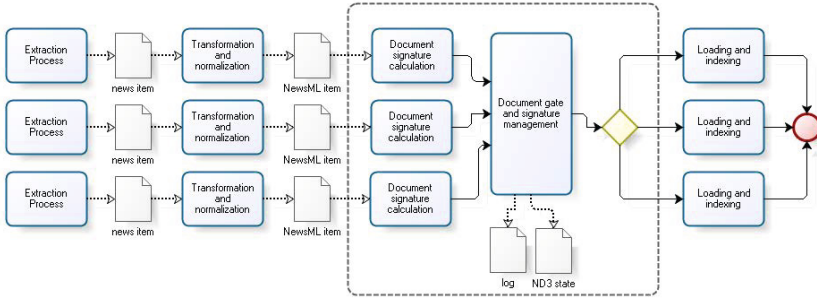 Extraction
Process
news item
Transformation
and
normalization
NewsML item
Document
signature
calculation
Document gate
and signature
management
Loading and
indexing
Extraction
Process
news item
Transformation
and
normalization
NewsML item
Document
signature
calculation
Loading and
indexing
Extraction
Process
news item
Transformation
and
normalization
NewsML item
Document
signature
calculation
Loading and
indexing
log
ND3 state